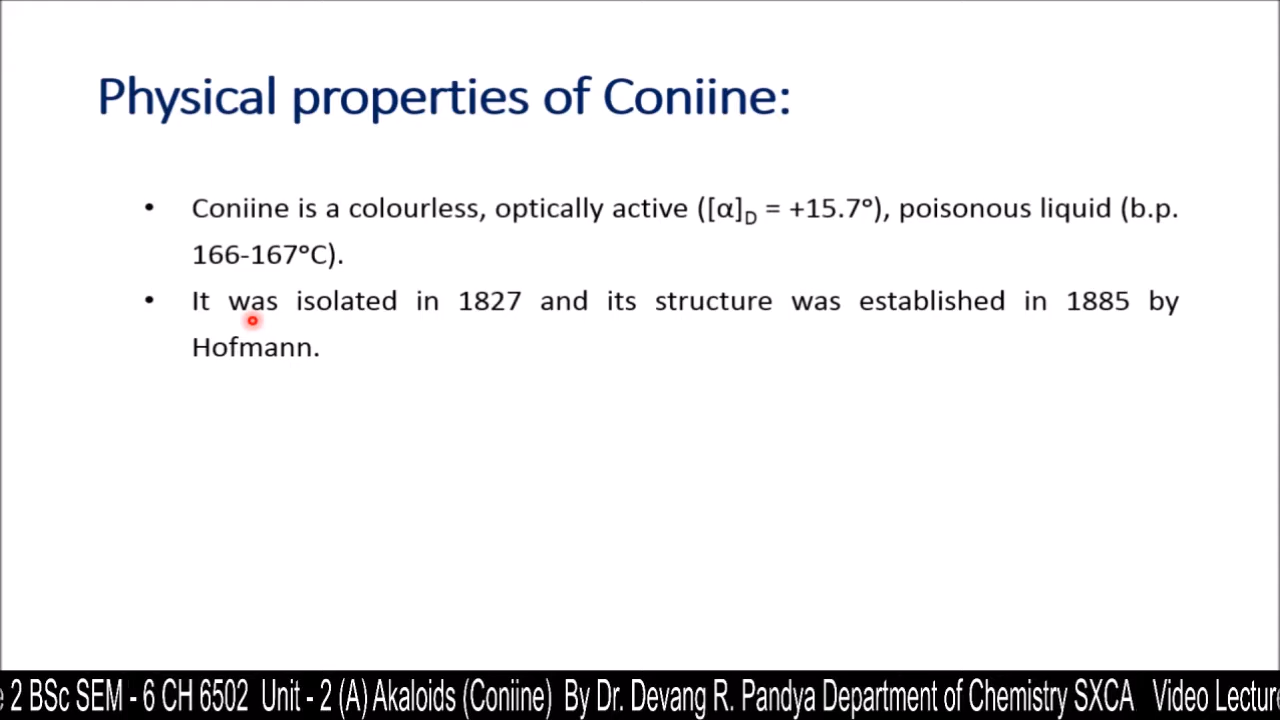 Physical properties of Coniine:
• Coniine is a colourless, optically active ([α]D = +15.7°), poisonous liquid (b.p.
166-167°C).
• It was isolated in 1827 and its structure was established in 1885 by
Hofmann.
2 BSc SEM - 6 CH 6502 Unit - 2 (A) Akaloids (Coniine) By Dr. Devang R. Pandya Department of Chemistry SXCA Video Lecture